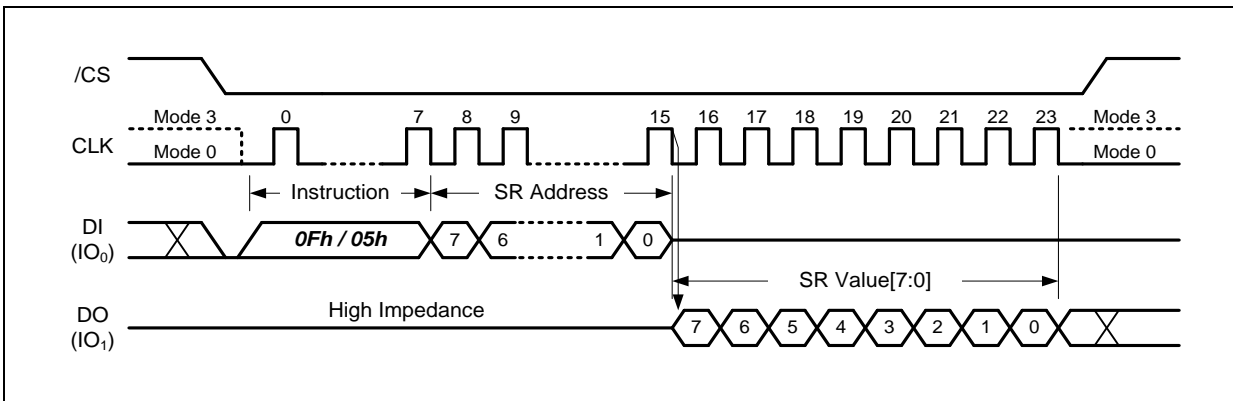 /CS
Mode 3 0 7 8 9 15 16 17 18 19 20 21 22 23 Mode 3
CLK
Mode 0 Mode 0
Instruction SR Address
DI
(IO₀)
0Fh / 05h 7 6 1 0
SR Value[7:0]
High Impedance
DO
(IO₁)
7 6 5 4 3 2 1 0